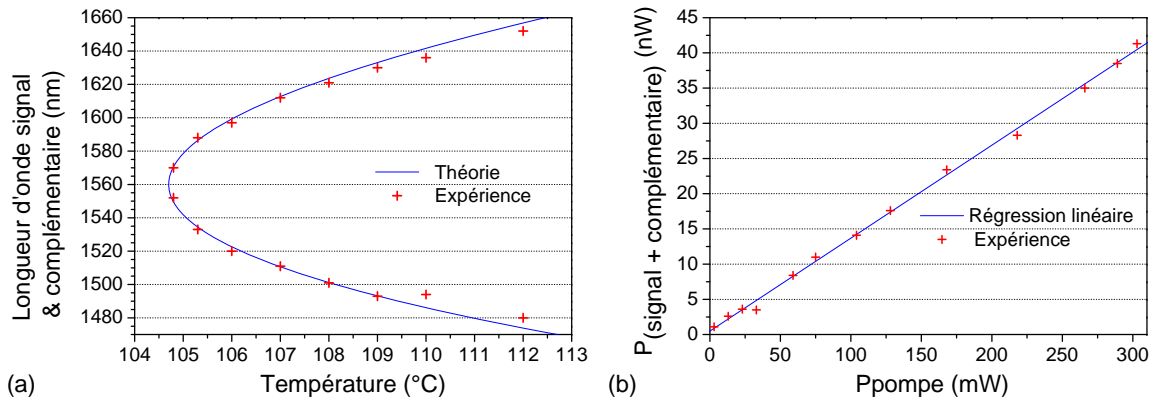 1660
1640
1620
1600
1580
1560
1540
1520
1500
1480
Longueur d'onde signal
& complémentaire (nm)
Théorie
Expérience
104 105 106 107 108 109 110 111 112 113
Température (°C)
(a)
45
40
35
30
25
20
15
10
5
0
P(signal + complémentaire) (nW)
Régression linéaire
Expérience
0 50 100 150 200 250 300
Ppompe (mW)
(b)